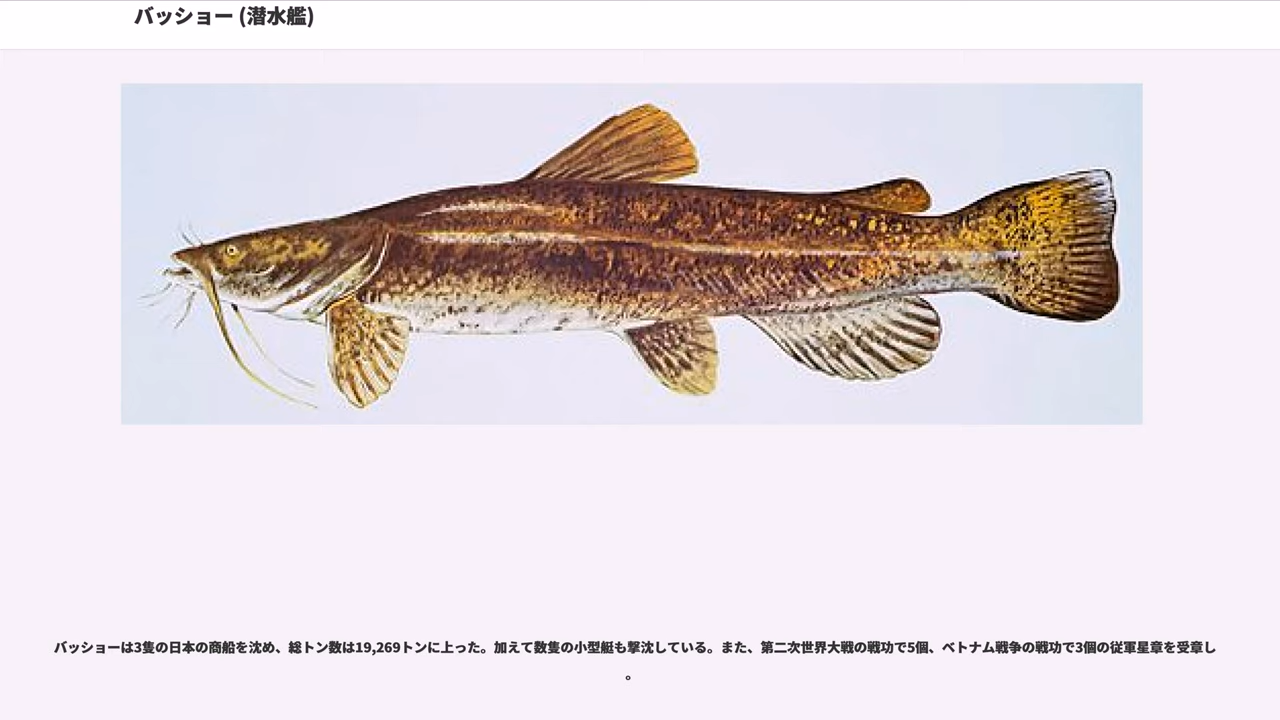 バッショー (潜水艦)
バッショーは3隻の日本の商船を沈め、総トン数は19,269トンに上った。加えて数隻の小型艇も撃沈している。また、第二次世界大戦の戦功で5個、ベトナム戦争の戦功で3個の従軍星章を受章し
。